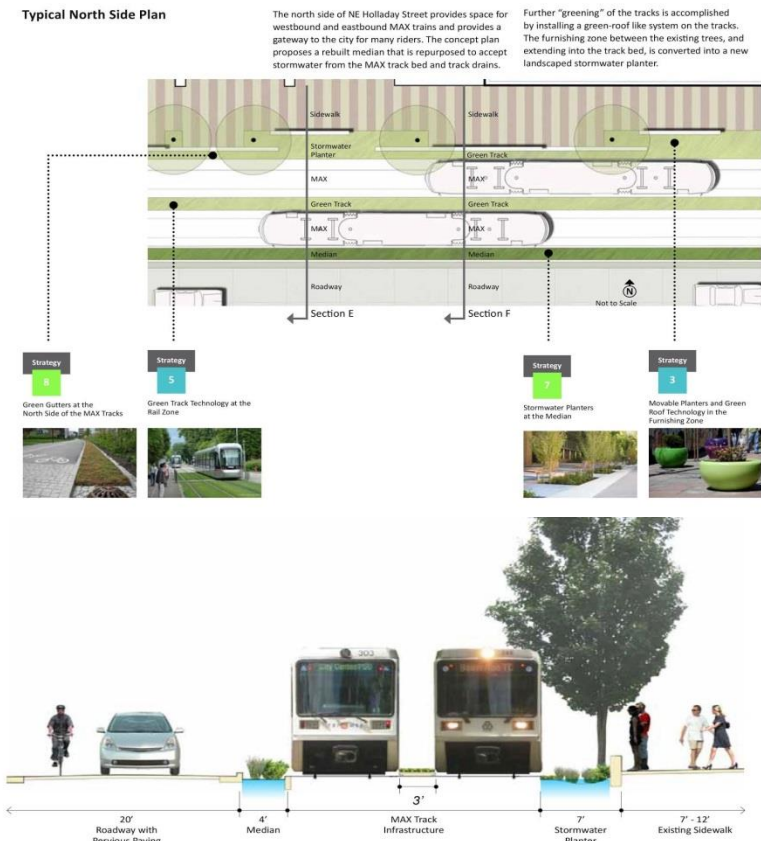 Typical North Side Plan
The north side of NE Holladay Street provides space for
westbound and eastbound MAX trains and provides a
gateway to the city for many riders. The concept plan
proposes a rebuilt median that is repurposed to accept
stormwater from the MAX track bed and track drains.
Further “greening” of the tracks is accomplished
by installing a green-roof like system on the tracks.
The furnishing zone between the existing trees, and
extending into the track bed, is converted into a new
landscaped stormwater planter.
Sidewalk
Sidewalk
Stormwater
Planter
Green Track
MAX
MAX
Green Track
Green Track
MAX
MAX
Median
Median
Roadway
Roadway
N
Not to Scale
Section E
Section F
Strategy
8
Green Gutters at the
North Side of the MAX Tracks
Strategy
5
Green Track Technology at the
Rail Zone
Strategy
7
Stormwater Planters
at the Median
Strategy
3
Movable Planters and Green
Roof Technology in the
Furnishing Zone
303
City Center
3'
20'
Roadway with
Pervious Paving
4'
Median
MAX Track
Infrastructure
7'
Stormwater
Planter
7' - 12'
Existing Sidewalk